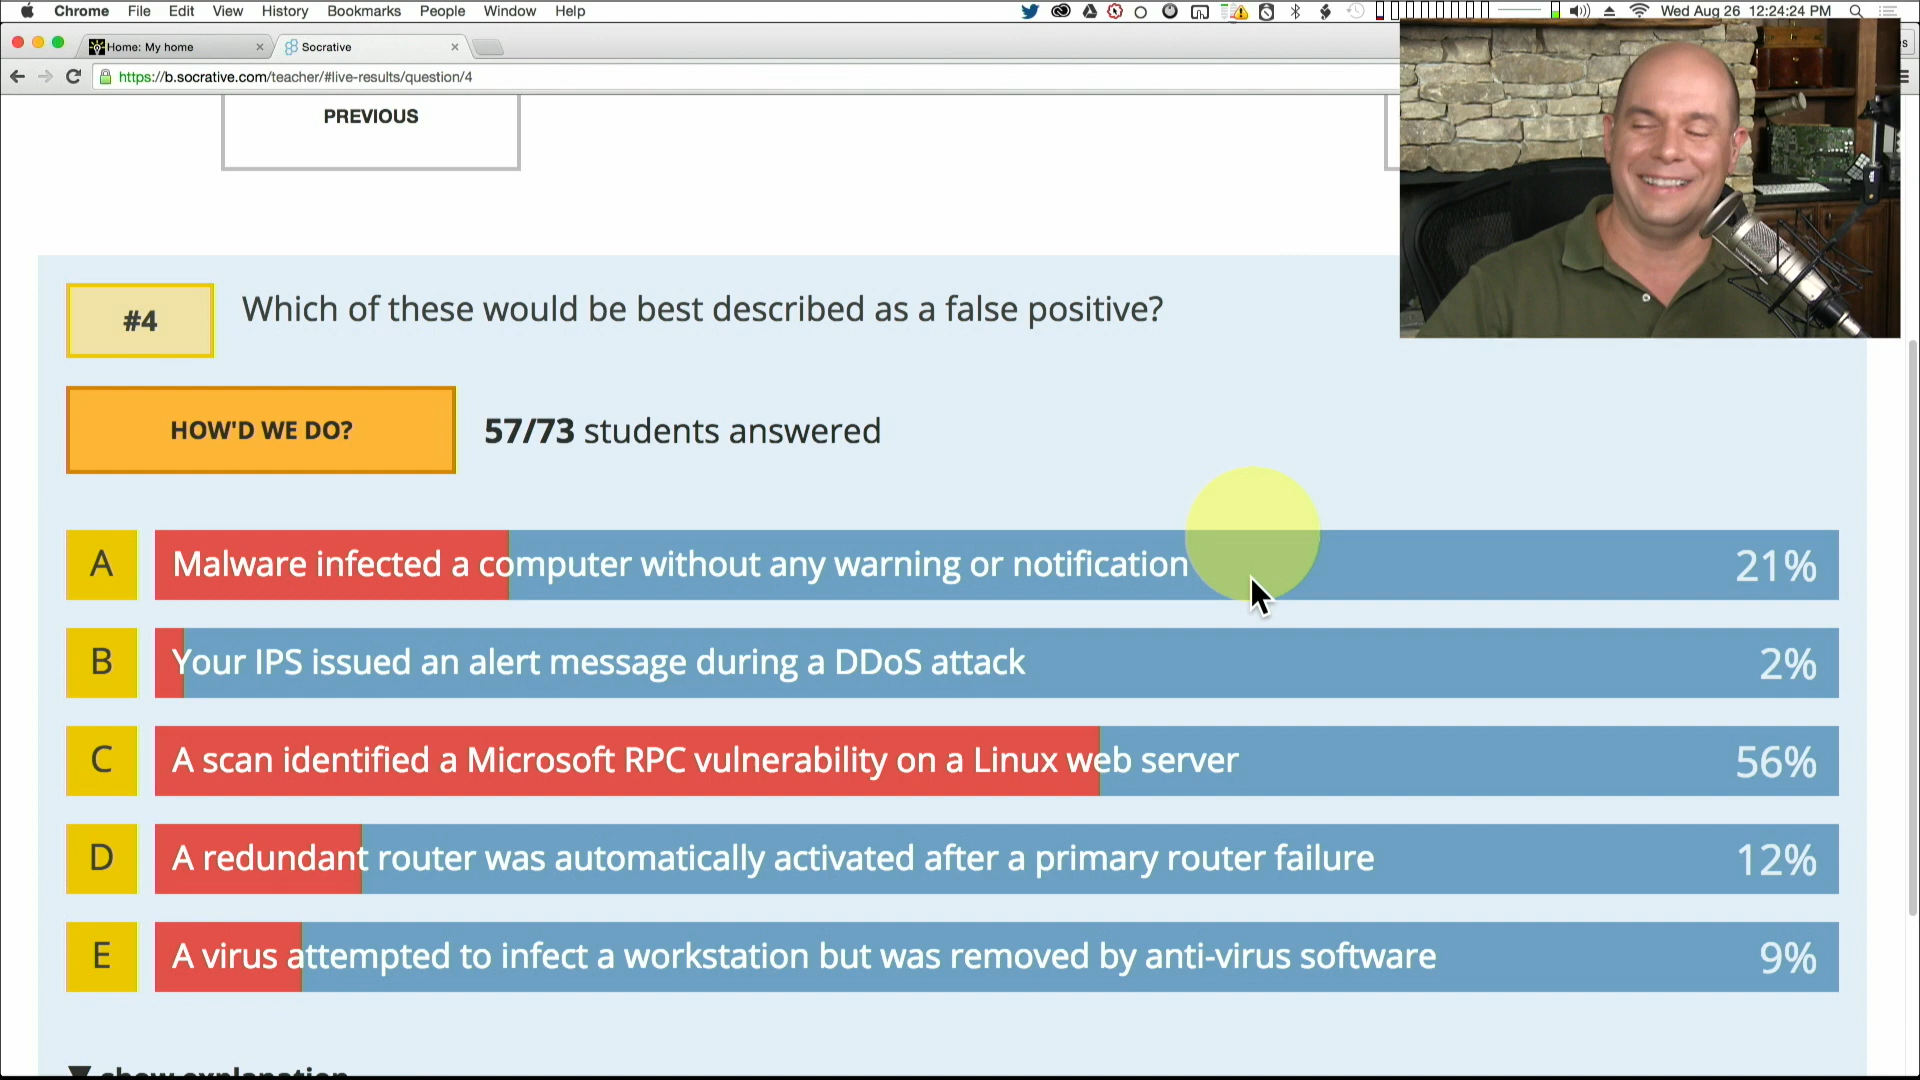 Chrome File Edit View History Bookmarks People Window Help Wed Aug 26 12:24:24 PM
Home: My home Socrative
https://b.socrative.com/teacher/#live-results/question/4
PREVIOUS
#4 Which of these would be best described as a false positive?
HOW'D WE DO? 57/73 students answered
A Malware infected a computer without any warning or notification 21%
B Your IPS issued an alert message during a DDoS attack 2%
C A scan identified a Microsoft RPC vulnerability on a Linux web server 56%
D A redundant router was automatically activated after a primary router failure 12%
E A virus attempted to infect a workstation but was removed by anti-virus software 9%
show explanation